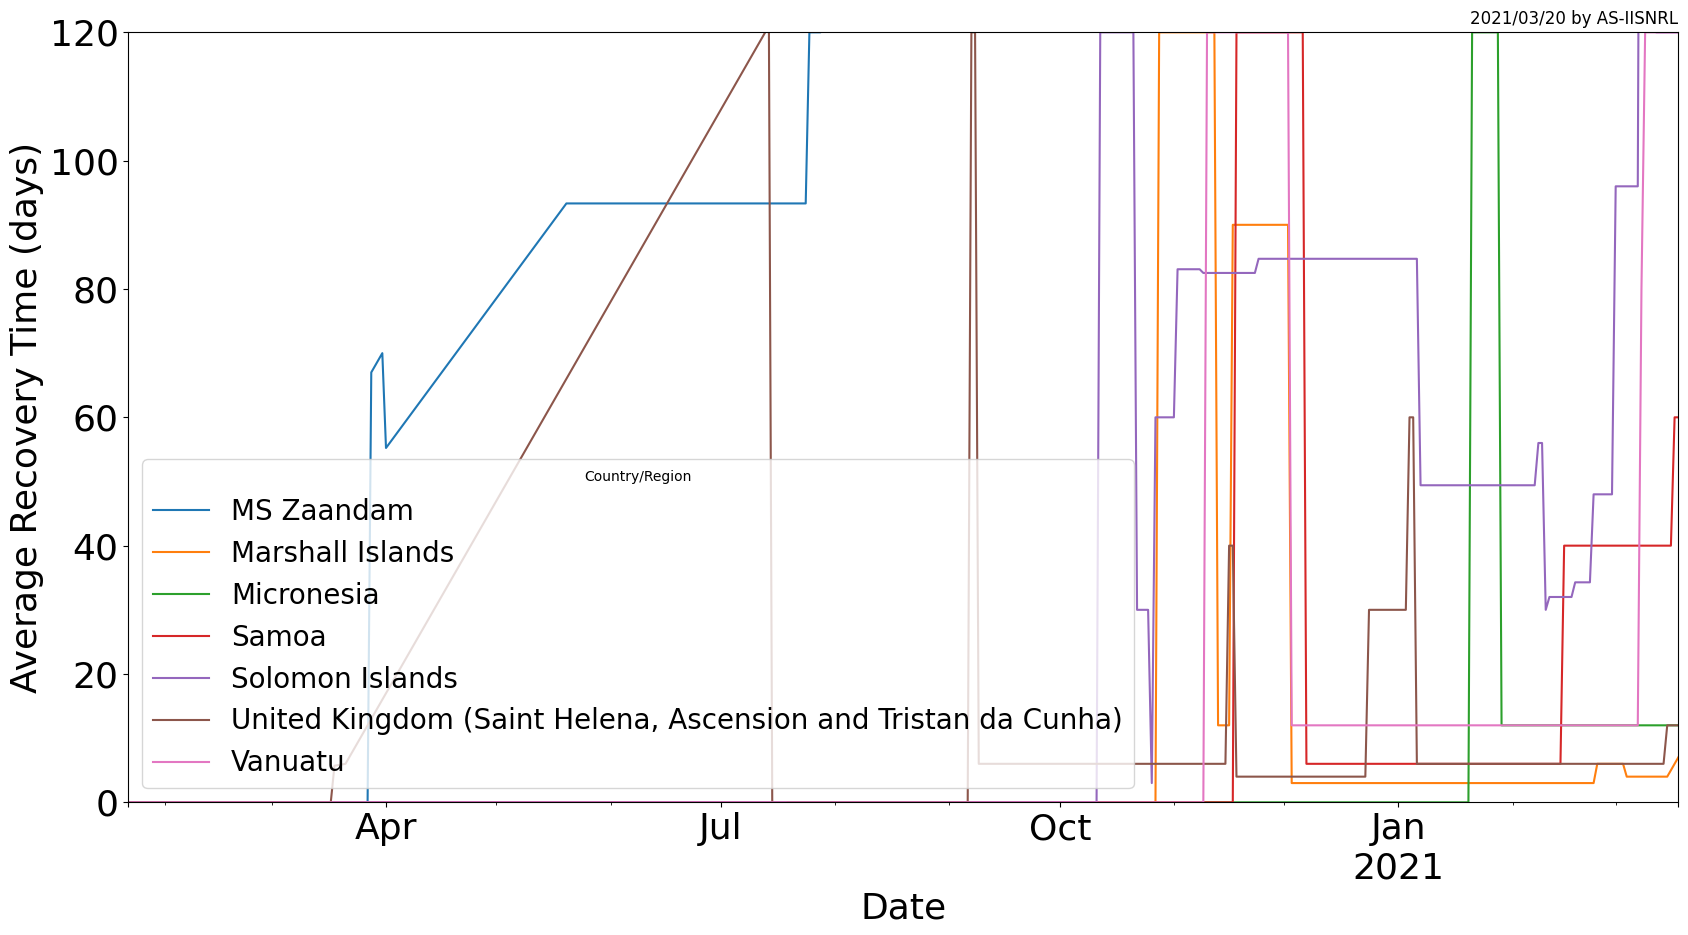 2021/03/20 by AS-IISNRL
120
100
80
60
40
20
0
Average Recovery Time (days)
Country/Region
MS Zaandam
Marshall Islands
Micronesia
Samoa
Solomon Islands
United Kingdom (Saint Helena, Ascension and Tristan da Cunha)
Vanuatu
Apr
Jul
Oct
Jan
2021
Date